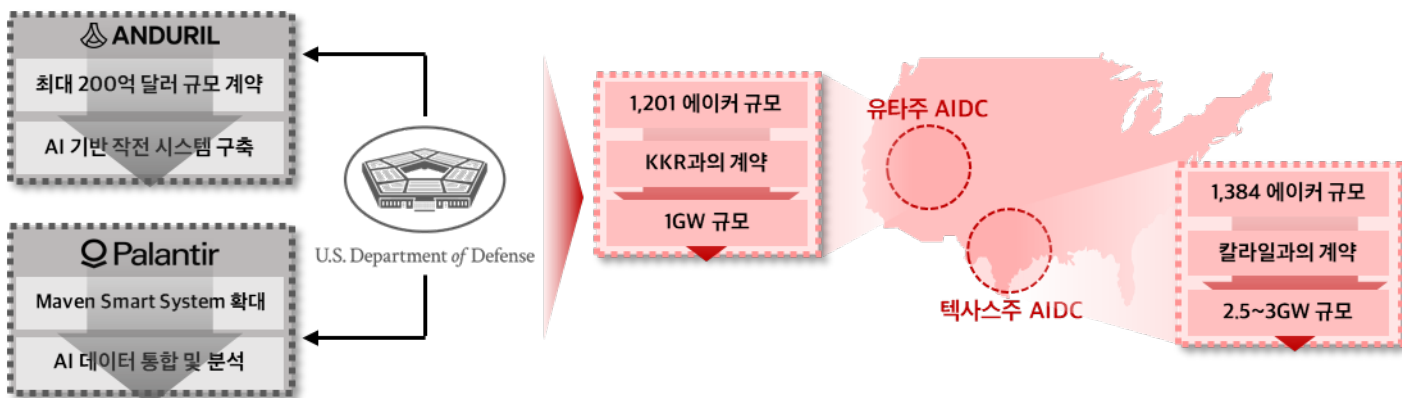 ANDURIL
최대 200억 달러 규모 계약
AI 기반 작전 시스템 구축
Palantir
Maven Smart System 확대
AI 데이터 통합 및 분석
U.S. Department of Defense
1,201 에이커 규모
KKR과의 계약
1GW 규모
유타주 AIDC
텍사스주 AIDC
1,384 에이커 규모
칼라일과의 계약
2.5~3GW 규모